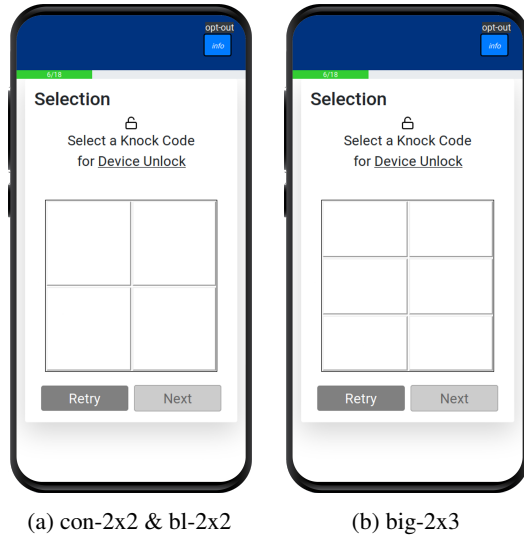 opt-out
info
6/18
Selection
Select a Knock Code
for Device Unlock
Retry
Next
(a) con-2x2 & bl-2x2
opt-out
info
6/18
Selection
Select a Knock Code
for Device Unlock
Retry
Next
(b) big-2x3